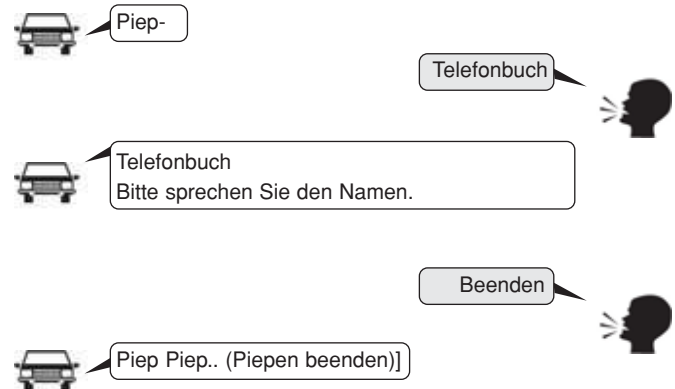 Piep-
Telefonbuch
Telefonbuch
Bitte sprechen Sie den Namen.
Beenden
Piep Piep.. (Piepen beenden)]